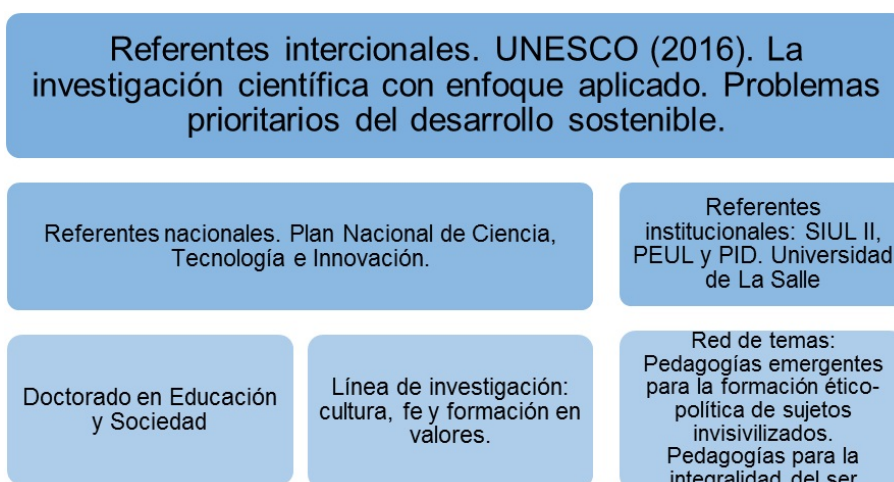 Referentes intercionales. UNESCO (2016). La
investigación científica con enfoque aplicado. Problemas
prioritarios del desarrollo sostenible.
Referentes nacionales. Plan Nacional de Ciencia,
Tecnología e Innovación.
Referentes
institucionales: SIUL II,
PEUL y PID. Universidad
de La Salle
Doctorado en Educación
y Sociedad
Línea de investigación:
cultura, fe y formación en
valores.
Red de temas:
Pedagogías emergentes
para la formación ético-
política de sujetos
invisivilizados.
Pedagogías para la
integralidad del ser